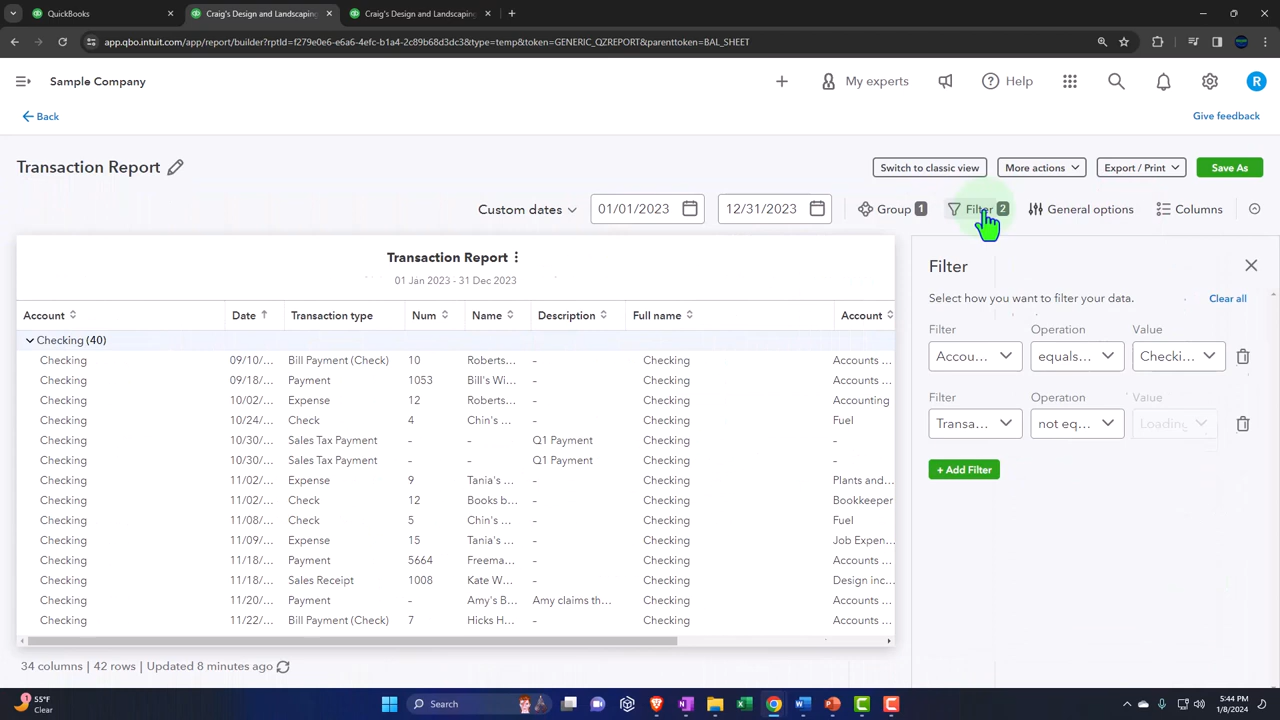 QuickBooks
Craig's Design and Landscaping
Craig's Design and Landscaping
app.qbo.intuit.com/app/report/builder?rptId=f279e0e6-a6fe-afc6-b1a4-2c89b68d3dc3&type=temp&token=GENERIC_QZREPORT&parenttoken=BAL_SHEET
Sample Company
My experts
Help
R
Back
Give feedback
Transaction Report
Switch to classic view
More actions
Export / Print
Save As
Custom dates
01/01/2023
12/31/2023
Group 1
Filter 2
General options
Columns
Transaction Report
01 Jan 2023 - 31 Dec 2023
Account Date Transaction type Num Name Description Full name Account
Checking (40)
Checking 09/10/... Bill Payment (Check) 10 Roberts... – Checking Accounts ...
Checking 09/18/... Payment 1053 Bill's Wi... – Checking Accounts ...
Checking 10/02/... Expense 12 Roberts... – Checking Accounting
Checking 10/24/... Check 4 Chin's ... – Checking Fuel
Checking 10/30/... Sales Tax Payment – – Q1 Payment Checking –
Checking 10/30/... Sales Tax Payment – – Q1 Payment Checking –
Checking 11/02/... Expense 9 Tania's ... – Checking Plants and...
Checking 11/02/... Check 12 Books b... – Checking Bookkeeper
Checking 11/08/... Check 5 Chin's ... – Checking Fuel
Checking 11/09/... Expense 15 Tania's ... – Checking Job Expen...
Checking 11/18/... Payment 5664 Freema... – Checking Accounts ...
Checking 11/18/... Sales Receipt 1008 Kate W... – Checking Design inc...
Checking 11/20/... Payment – Amy's B... Amy claims th... Checking Accounts ...
Checking 11/22/... Bill Payment (Check) 7 Hicks H... – Checking Accounts ...
34 columns | 42 rows | Updated 8 minutes ago
Filter
Select how you want to filter your data.
Clear all
Filter Operation Value
Accou... equals... Checki...
Filter Operation Value
Transa... not eq... Loading
+ Add Filter
55°F
Clear
Search
5:44 PM
1/8/2024